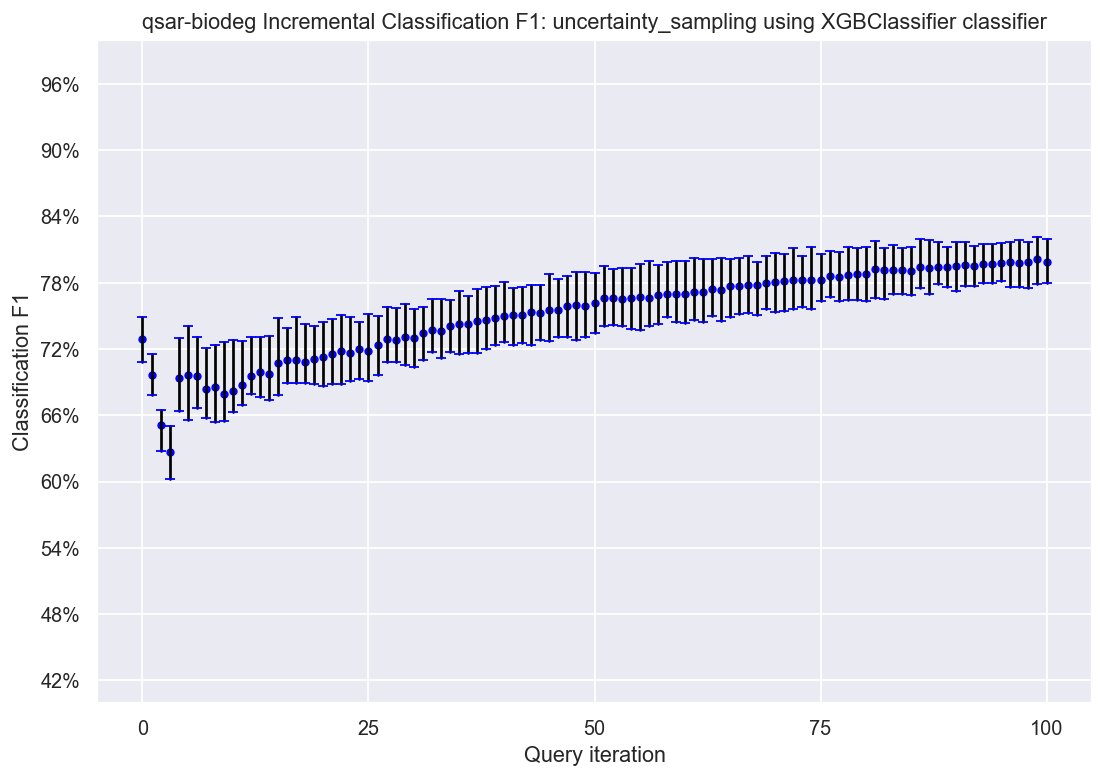 qsar-biodeg Incremental Classification F1: uncertainty_sampling using XGBClassifier classifier
96%
90%
84%
78%
72%
66%
60%
54%
48%
42%
Classification F1
0 25 50 75 100
Query iteration